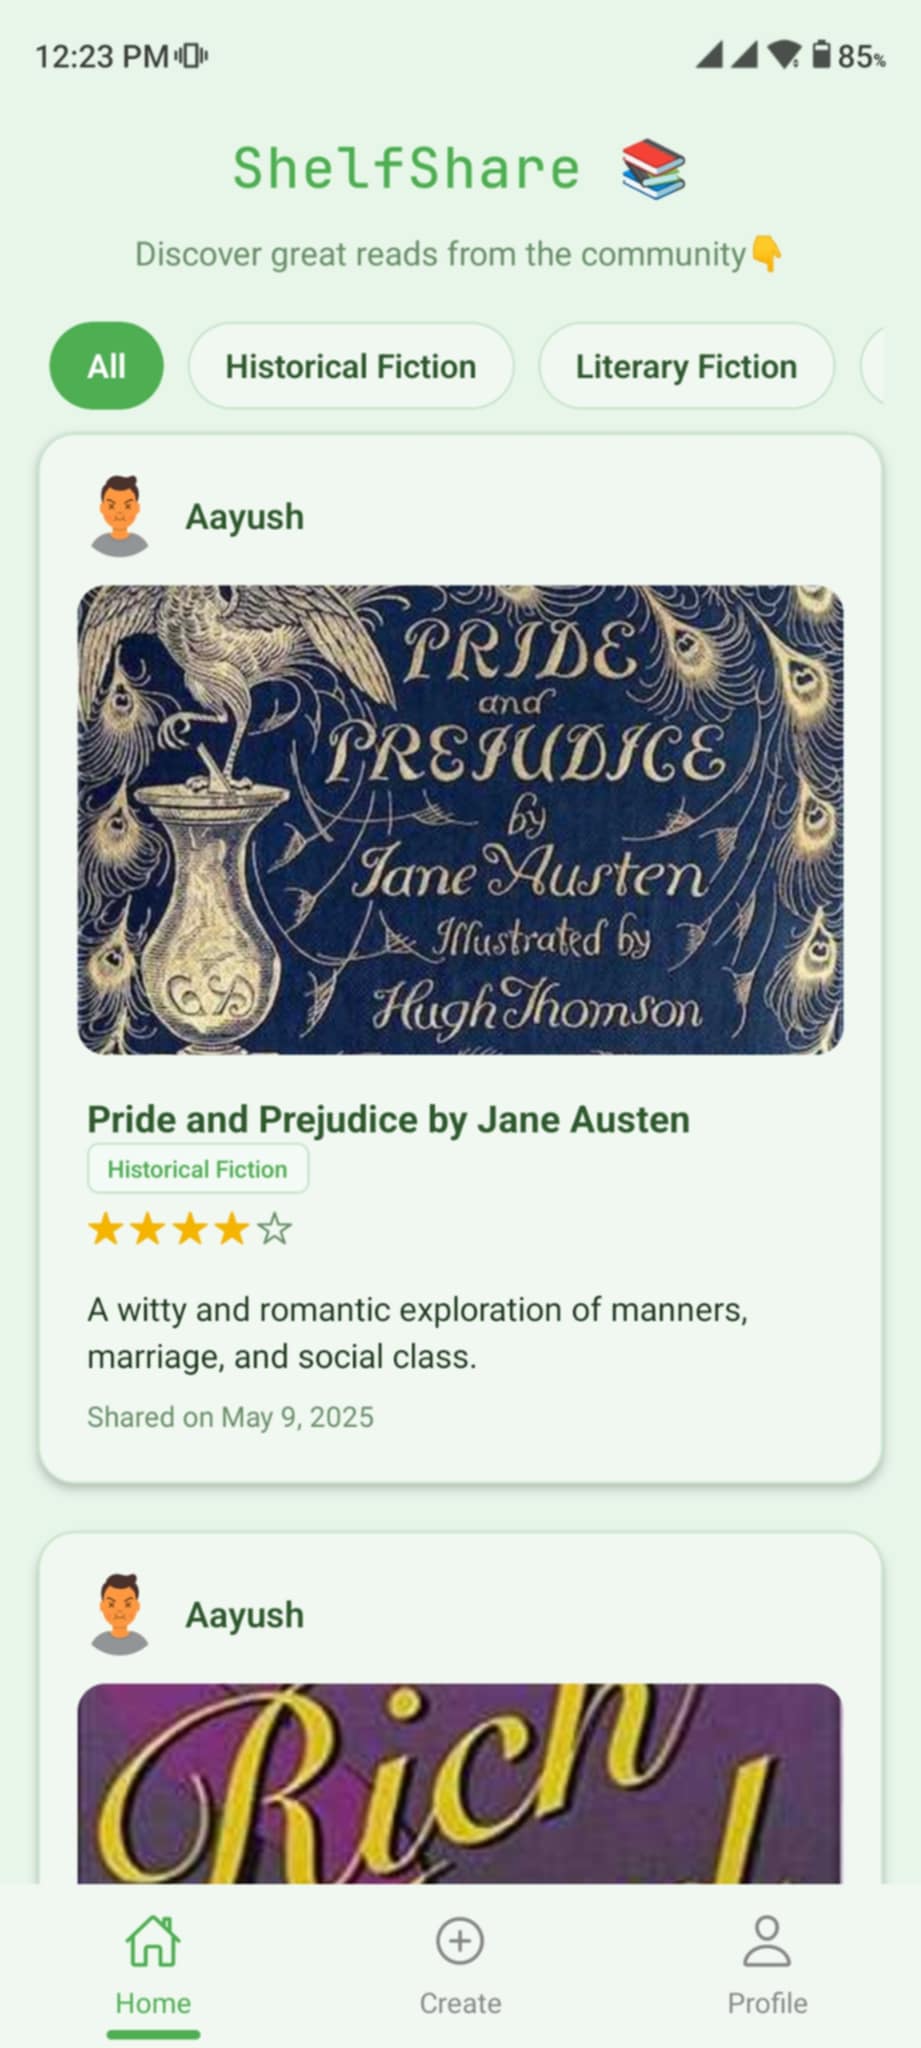 12:23 PM
85%
ShelfShare 📚
Discover great reads from the community👇
All
Historical Fiction
Literary Fiction
Aayush
PRIDE
and
PREJUDICE
by
Jane Austen
Illustrated by
Hugh Thomson
Pride and Prejudice by Jane Austen
Historical Fiction
A witty and romantic exploration of manners,
marriage, and social class.
Shared on May 9, 2025
Aayush
Rich
Home
Create
Profile